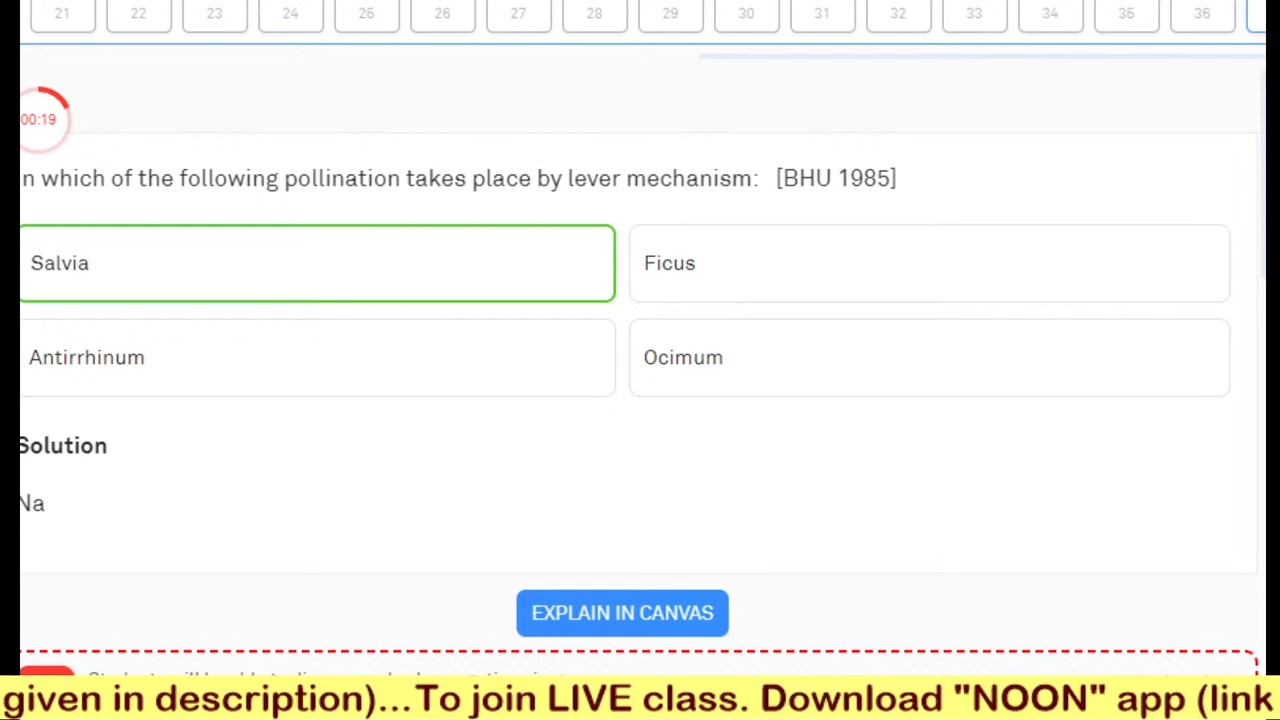 21 22 23 24 25 26 27 28 29 30 31 32 33 34 35 36
00:19
n which of the following pollination takes place by lever mechanism: [BHU 1985]
Salvia
Ficus
Antirrhinum
Ocimum
Solution
Na
EXPLAIN IN CANVAS
given in description)...To join LIVE class. Download "NOON" app (link